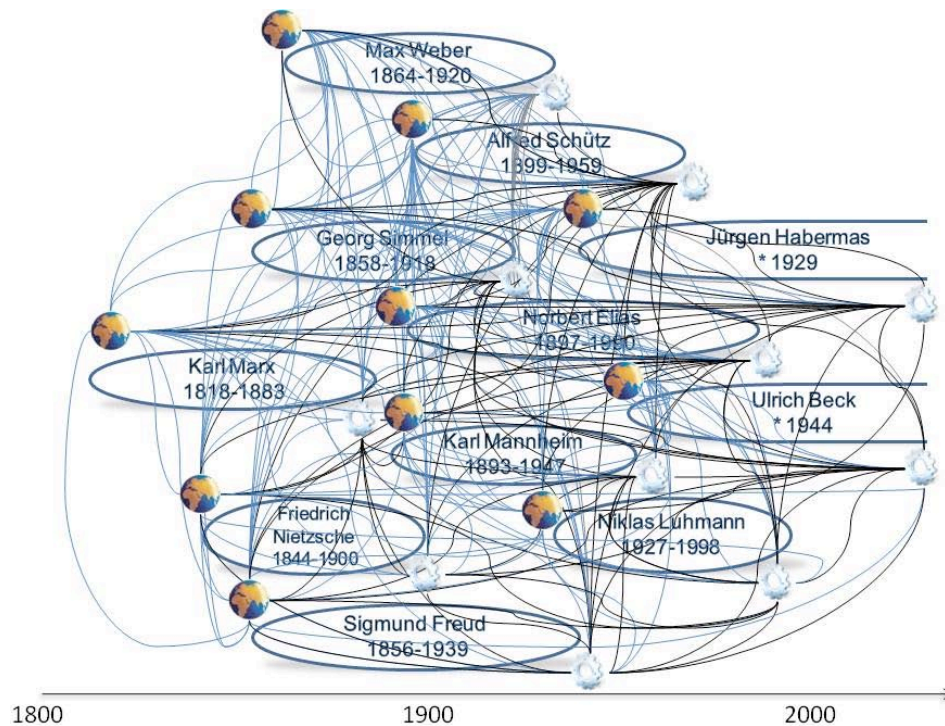 Max Weber
1864-1920
Alfred Schütz
1899-1959
Georg Simmel
1858-1918
Jürgen Habermas
* 1929
Norbert Elias
1897-1990
Karl Marx
1818-1883
Ulrich Beck
* 1944
Karl Mannheim
1893-1947
Friedrich
Nietzsche
1844-1900
Niklas Luhmann
1927-1998
Sigmund Freud
1856-1939
1800
1900
2000